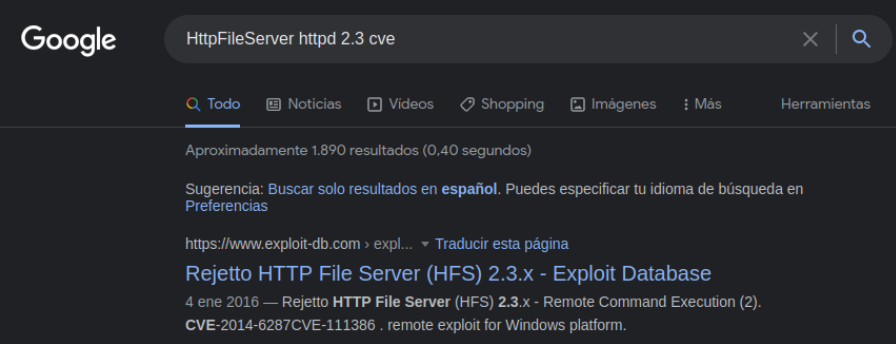 Google
HttpFileServer httpd 2.3 cve
Todo Noticias Vídeos Shopping Imágenes Más Herramientas
Aproximadamente 1.890 resultados (0,40 segundos)
Sugerencia: Buscar solo resultados en español. Puedes especificar tu idioma de búsqueda en
Preferencias
https://www.exploit-db.com › expl... Traducir esta página
Rejetto HTTP File Server (HFS) 2.3.x - Exploit Database
4 ene 2016 — Rejetto HTTP File Server (HFS) 2.3.x - Remote Command Execution (2).
CVE-2014-6287CVE-111386 . remote exploit for Windows platform.